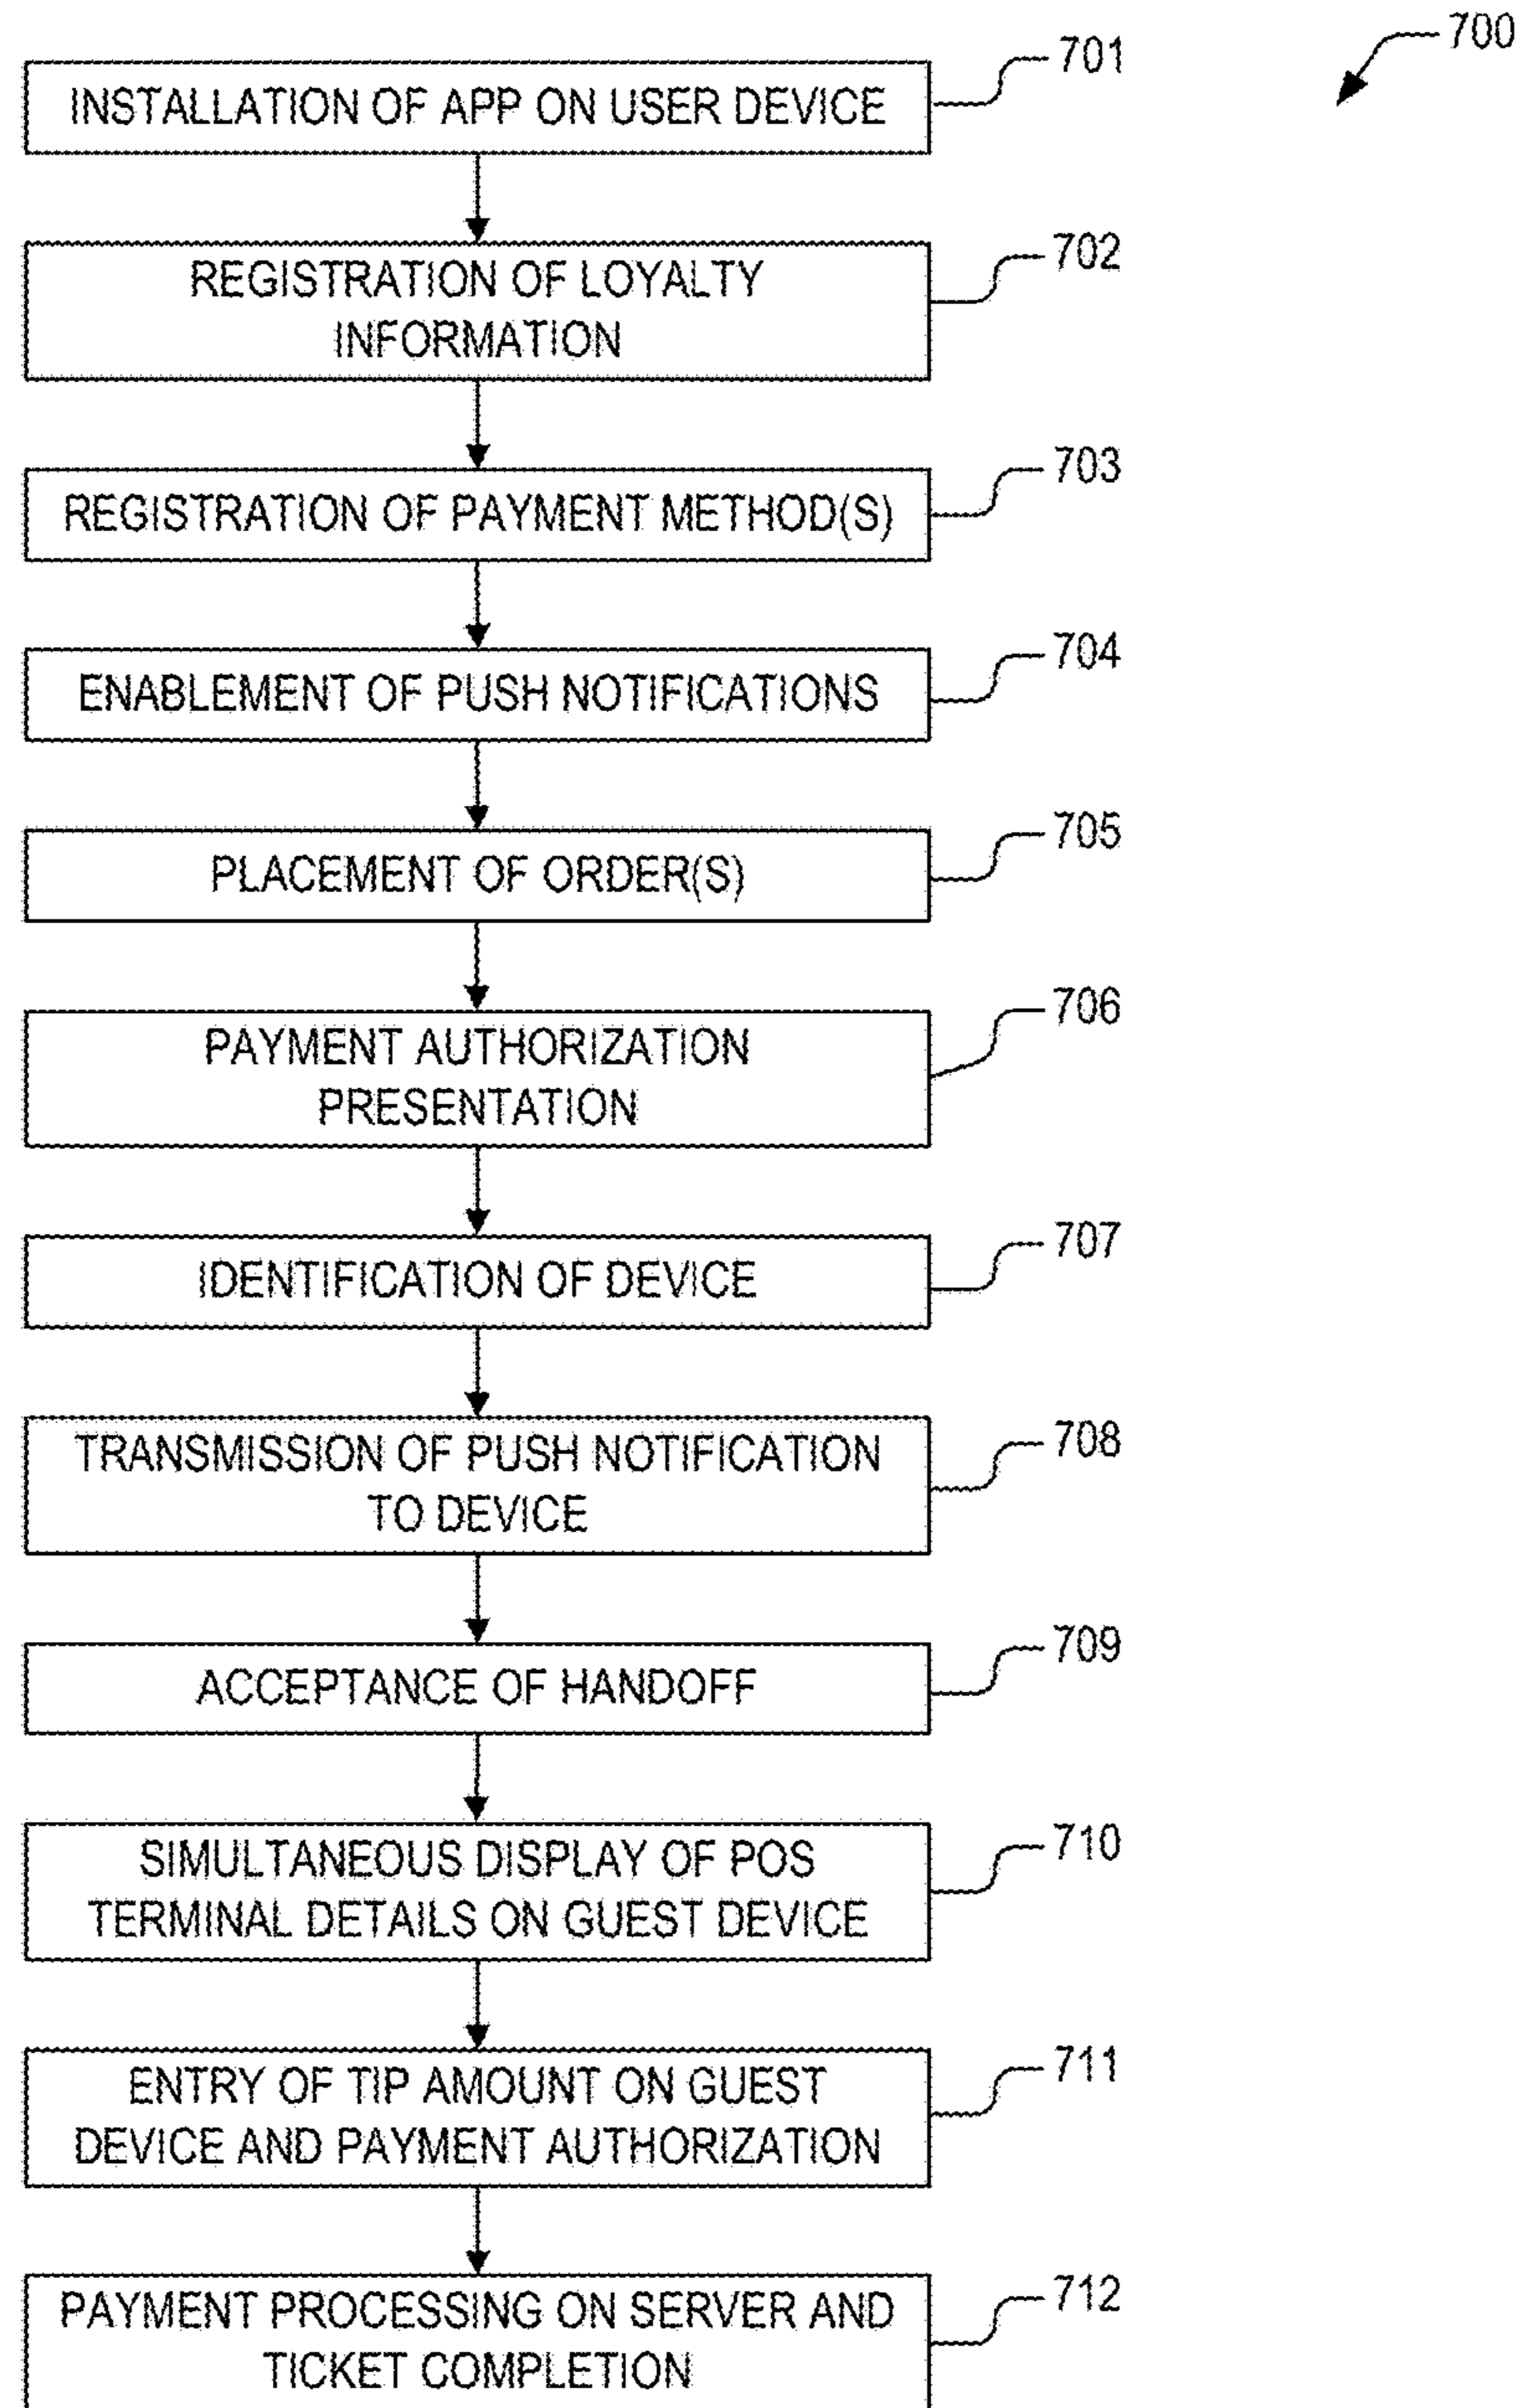 700
INSTALLATION OF APP ON USER DEVICE
701
REGISTRATION OF LOYALTY
INFORMATION
702
REGISTRATION OF PAYMENT METHOD(S)
703
ENABLEMENT OF PUSH NOTIFICATIONS
704
PLACEMENT OF ORDER(S)
705
PAYMENT AUTHORIZATION
PRESENTATION
706
IDENTIFICATION OF DEVICE
707
TRANSMISSION OF PUSH NOTIFICATION
TO DEVICE
708
ACCEPTANCE OF HANDOFF
709
SIMULTANEOUS DISPLAY OF POS
TERMINAL DETAILS ON GUEST DEVICE
710
ENTRY OF TIP AMOUNT ON GUEST
DEVICE AND PAYMENT AUTHORIZATION
711
PAYMENT PROCESSING ON SERVER AND
TICKET COMPLETION
712